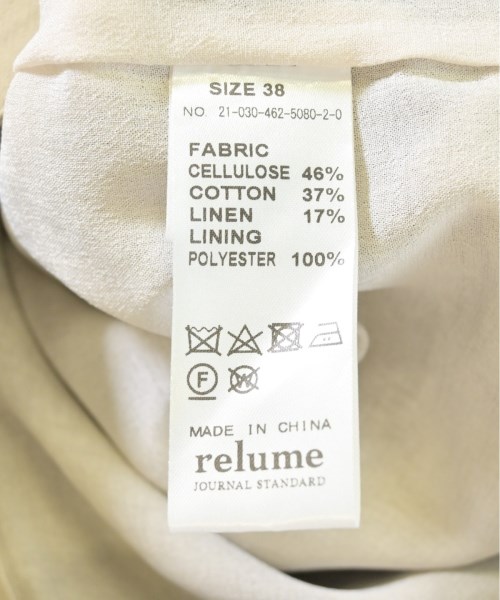 SIZE 38
NO. 21-030-462-5080-2-0
FABRIC
CELLULOSE 46%
COTTON 37%
LINEN 17%
LINING
POLYESTER 100%
F W
MADE IN CHINA
relume
JOURNAL STANDARD